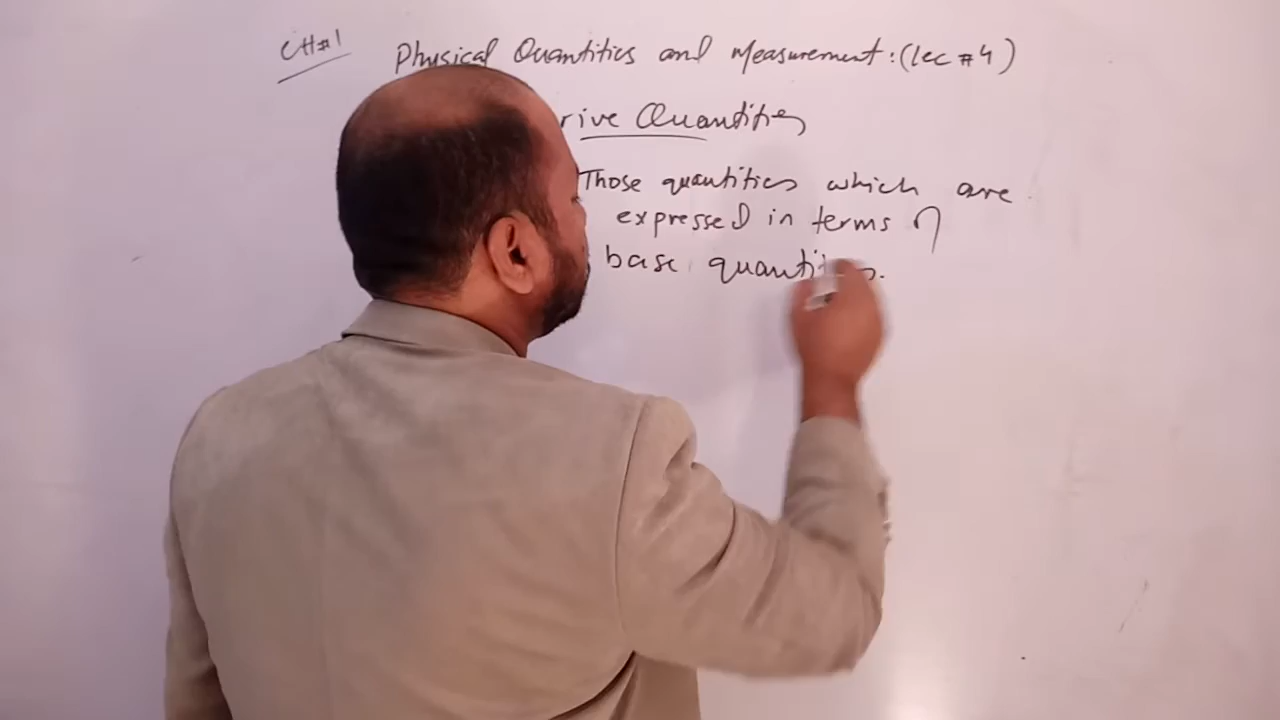 CH#1 Physical Quantities and Measurement:(lec #4)
rive Quantities
Those quantities which are
expressed in terms of
base quantities.